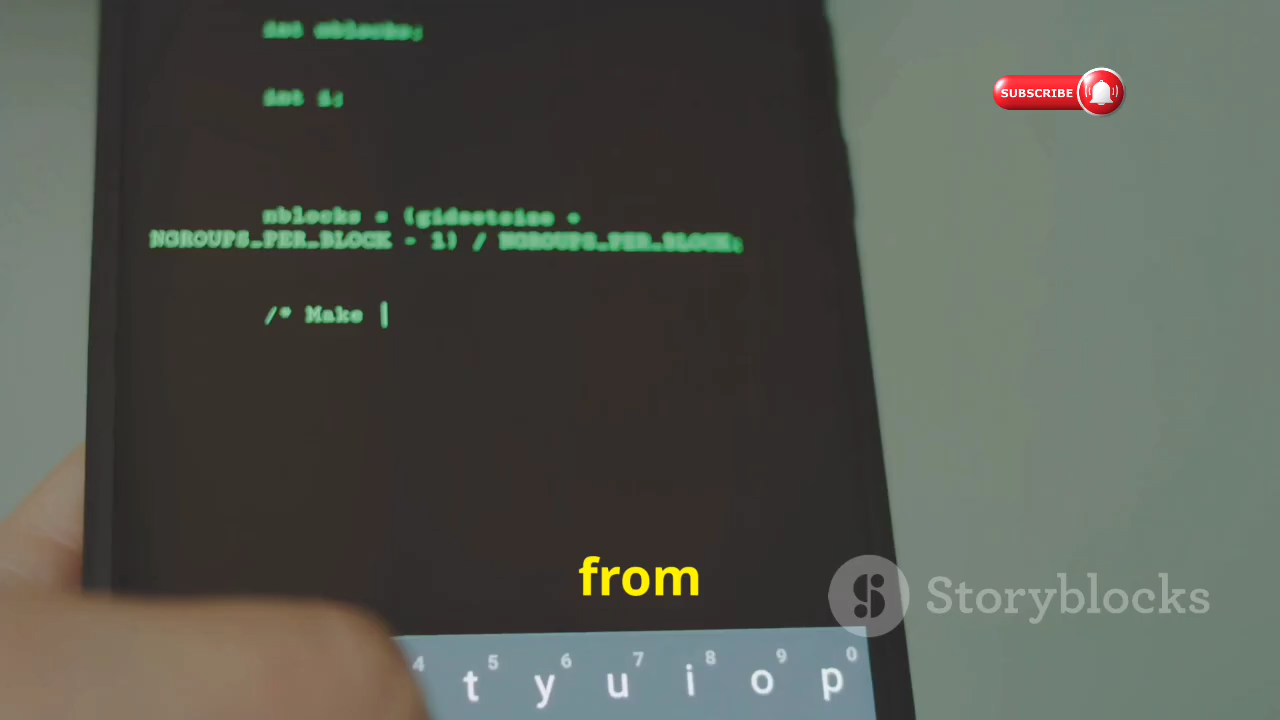 int nblocks;
SUBSCRIBE
int i;
nblocks = (gidsetsize +
NGROUPS_PER_BLOCK - 1) / NGROUPS_PER_BLOCK;
/* Make
from
Storyblocks
4 5 6 7 8 9 0
t y u i o p